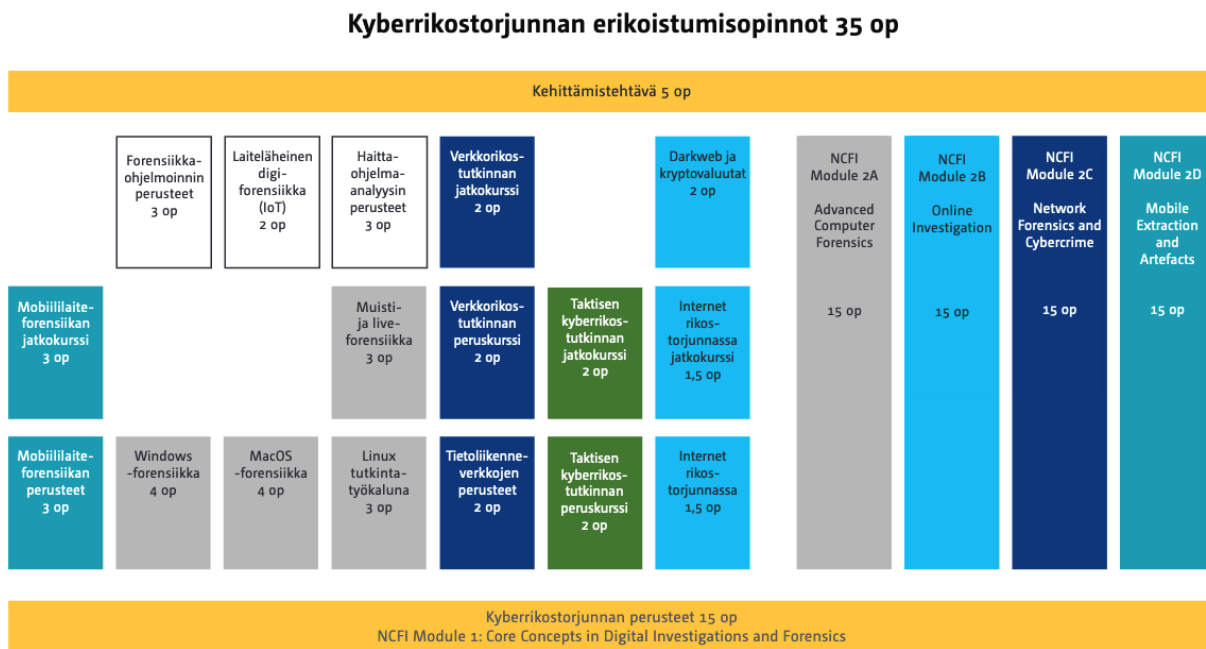 Kyberrikostorjunnan erikoistumisopinnot 35 op
Kehittämistehtävä 5 op
Forensiikka-
ohjelmoinnin
perusteet
3 op
Laiteläheinen
digi-
forensiikka
(IoT)
2 op
Haitta-
ohjelma-
analyysin
perusteet
3 op
Verkkorikos-
tutkinnan
jatkokurssi
2 op
Darkweb ja
kryptovaluutat
2 op
Mobiililaite-
forensiikan
jatkokurssi
3 op
Muisti-
ja live-
forensiikka
3 op
Verkkorikos-
tutkinnan
peruskurssi
2 op
Taktisen
kyberrikos-
tutkinnan
jatkokurssi
2 op
Internet
rikos-
torjunnassa
jatkokurssi
1,5 op
Mobiililaite-
forensiikan
perusteet
3 op
Windows
-forensiikka
4 op
MacOS
-forensiikka
4 op
Linux
tutkinta-
työkaluna
3 op
Tietoliikenne-
verkkojen
perusteet
2 op
Taktisen
kyberrikos-
tutkinnan
peruskurssi
2 op
Internet
rikos-
torjunnassa
1,5 op
NCFI
Module 2A
Advanced
Computer
Forensics
15 op
NCFI
Module 2B
Online
Investigation
15 op
NCFI
Module 2C
Network
Forensics and
Cybercrime
15 op
NCFI
Module 2D
Mobile
Extraction
and
Artefacts
15 op
Kyberrikostorjunnan perusteet 15 op
NCFI Module 1: Core Concepts in Digital Investigations and Forensics